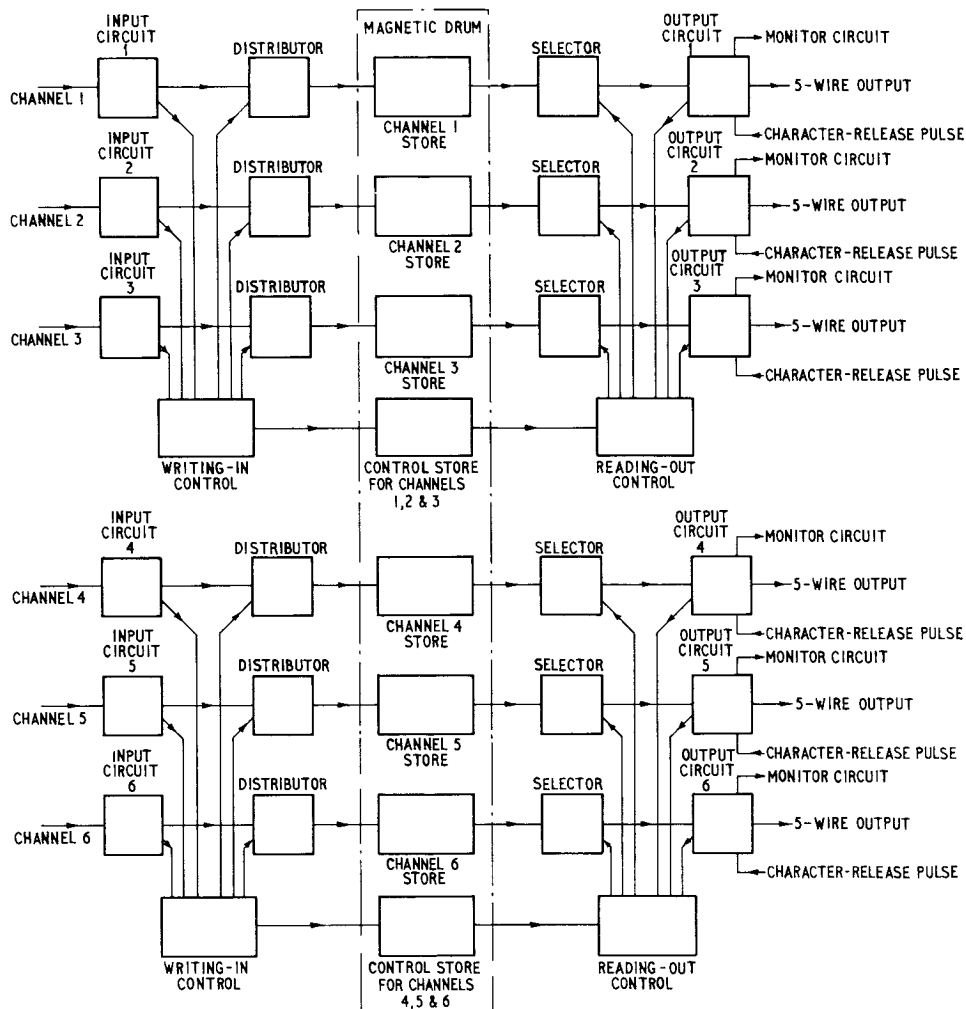 INPUT
CIRCUIT
1
DISTRIBUTOR
MAGNETIC DRUM
SELECTOR
OUTPUT
CIRCUIT
1
MONITOR CIRCUIT
CHANNEL 1
5-WIRE OUTPUT
CHANNEL 1
STORE
CHARACTER-RELEASE PULSE
INPUT
CIRCUIT
2
DISTRIBUTOR
SELECTOR
OUTPUT
CIRCUIT
2
MONITOR CIRCUIT
CHANNEL 2
5-WIRE OUTPUT
CHANNEL 2
STORE
CHARACTER-RELEASE PULSE
INPUT
CIRCUIT
3
DISTRIBUTOR
SELECTOR
OUTPUT
CIRCUIT
3
MONITOR CIRCUIT
CHANNEL 3
5-WIRE OUTPUT
CHANNEL 3
STORE
CHARACTER-RELEASE PULSE
WRITING-IN
CONTROL
CONTROL STORE
FOR CHANNELS
1,2 & 3
READING-OUT
CONTROL
INPUT
CIRCUIT
4
DISTRIBUTOR
SELECTOR
OUTPUT
CIRCUIT
4
MONITOR CIRCUIT
CHANNEL 4
5-WIRE OUTPUT
CHANNEL 4
STORE
CHARACTER-RELEASE PULSE
INPUT
CIRCUIT
5
DISTRIBUTOR
SELECTOR
OUTPUT
CIRCUIT
5
MONITOR CIRCUIT
CHANNEL 5
5-WIRE OUTPUT
CHANNEL 5
STORE
CHARACTER-RELEASE PULSE
INPUT
CIRCUIT
6
DISTRIBUTOR
SELECTOR
OUTPUT
CIRCUIT
6
MONITOR CIRCUIT
CHANNEL 6
5-WIRE OUTPUT
CHANNEL 6
STORE
CHARACTER-RELEASE PULSE
WRITING-IN
CONTROL
CONTROL STORE
FOR CHANNELS
4,5 & 6
READING-OUT
CONTROL